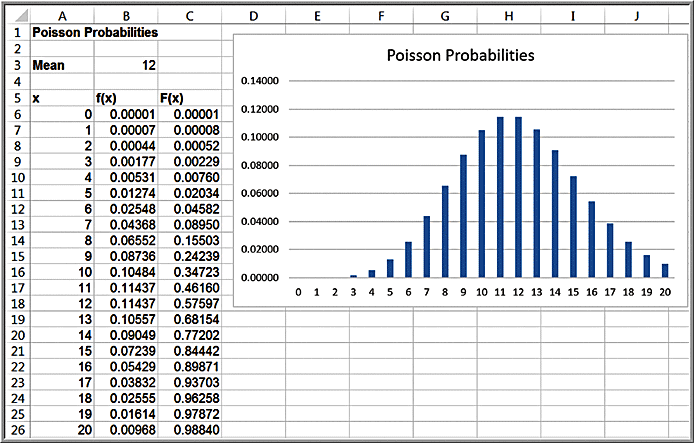 A B C D E F G H I J
1 Poisson Probabilities
2
3 Mean 12
4
5 x f(x) F(x)
6 0 0.00001 0.00001
7 1 0.00007 0.00008
8 2 0.00044 0.00052
9 3 0.00177 0.00229
10 4 0.00531 0.00760
11 5 0.01274 0.02034
12 6 0.02548 0.04582
13 7 0.04368 0.08950
14 8 0.06552 0.15503
15 9 0.08736 0.24239
16 10 0.10484 0.34723
17 11 0.11437 0.46160
18 12 0.11437 0.57597
19 13 0.10557 0.68154
20 14 0.09049 0.77202
21 15 0.07239 0.84442
22 16 0.05429 0.89871
23 17 0.03832 0.93703
24 18 0.02555 0.96258
25 19 0.01614 0.97872
26 20 0.00968 0.98840
Poisson Probabilities
0.14000
0.12000
0.10000
0.08000
0.06000
0.04000
0.02000
0.00000
0 1 2 3 4 5 6 7 8 9 10 11 12 13 14 15 16 17 18 19 20